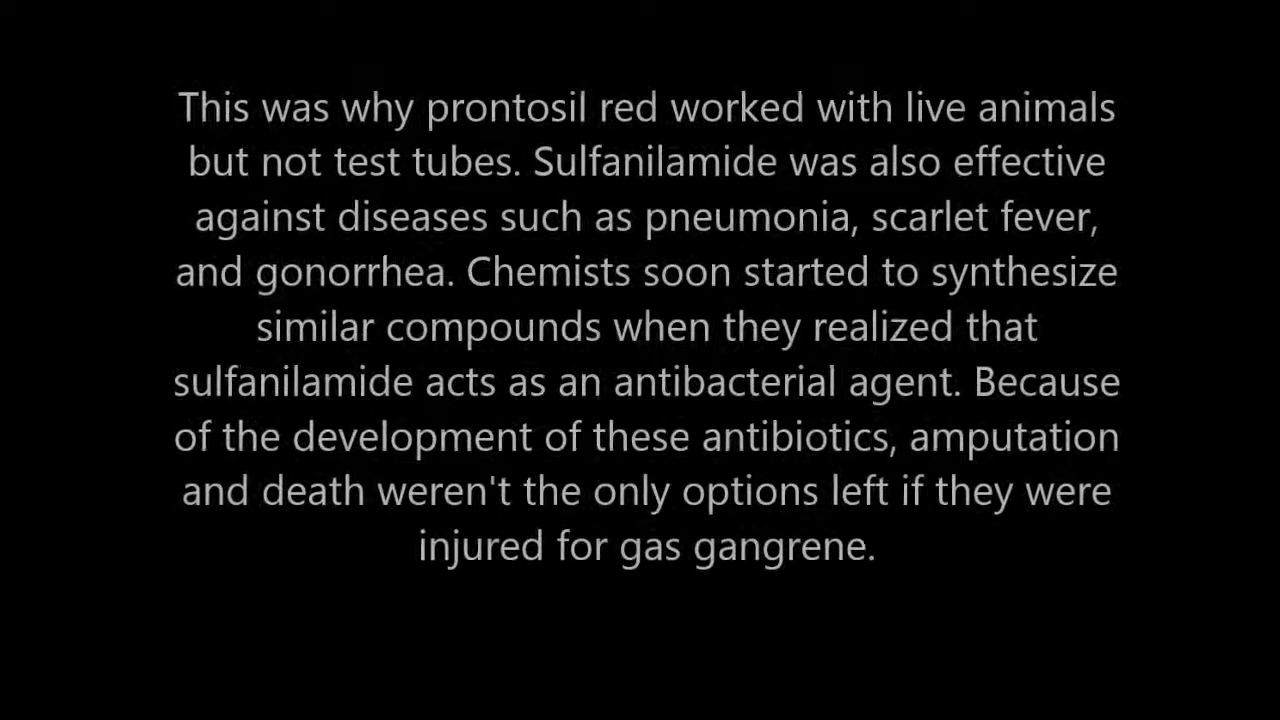 This was why prontosil red worked with live animals
but not test tubes. Sulfanilamide was also effective
against diseases such as pneumonia, scarlet fever,
and gonorrhea. Chemists soon started to synthesize
similar compounds when they realized that
sulfanilamide acts as an antibacterial agent. Because
of the development of these antibiotics, amputation
and death weren't the only options left if they were
injured for gas gangrene.